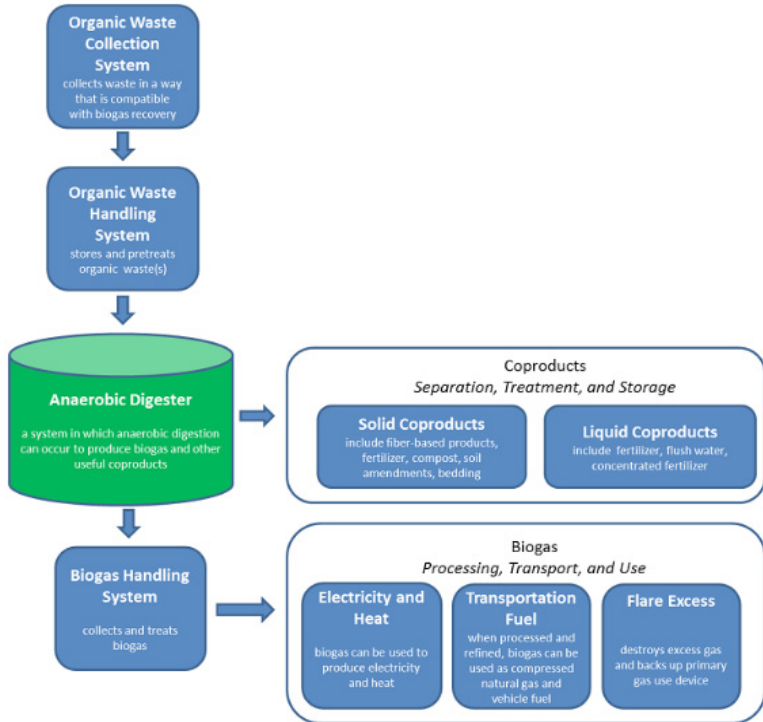 Organic Waste
Collection
System
collects waste in a way
that is compatible
with biogas recovery
Organic Waste
Handling
System
stores and pretreats
organic waste(s)
Anaerobic Digester
a system in which anaerobic digestion
can occur to produce biogas and other
useful coproducts
Coproducts
Separation, Treatment, and Storage
Solid Coproducts
include fiber-based products,
fertilizer, compost, soil
amendments, bedding
Liquid Coproducts
include fertilizer, flush water,
concentrated fertilizer
Biogas Handling
System
collects and treats
biogas
Biogas
Processing, Transport, and Use
Electricity and
Heat
biogas can be used to
produce electricity
and heat
Transportation
Fuel
when processed and
refined, biogas can be
used as compressed
natural gas and
vehicle fuel
Flare Excess
destroys excess gas
and backs up primary
gas use device